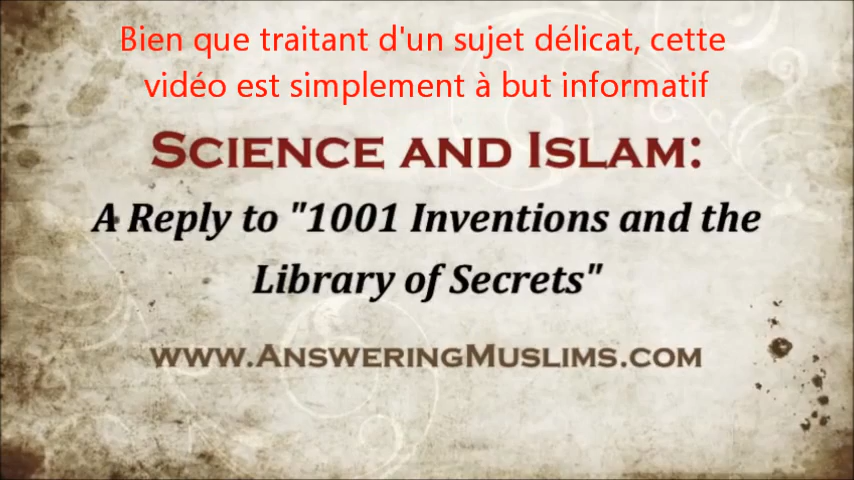 Bien que traitant d'un sujet délicat, cette
vidéo est simplement à but informatif
SCIENCE AND ISLAM:
A Reply to "1001 Inventions and the
Library of Secrets"
WWW.ANSWERINGMUSLIMS.COM